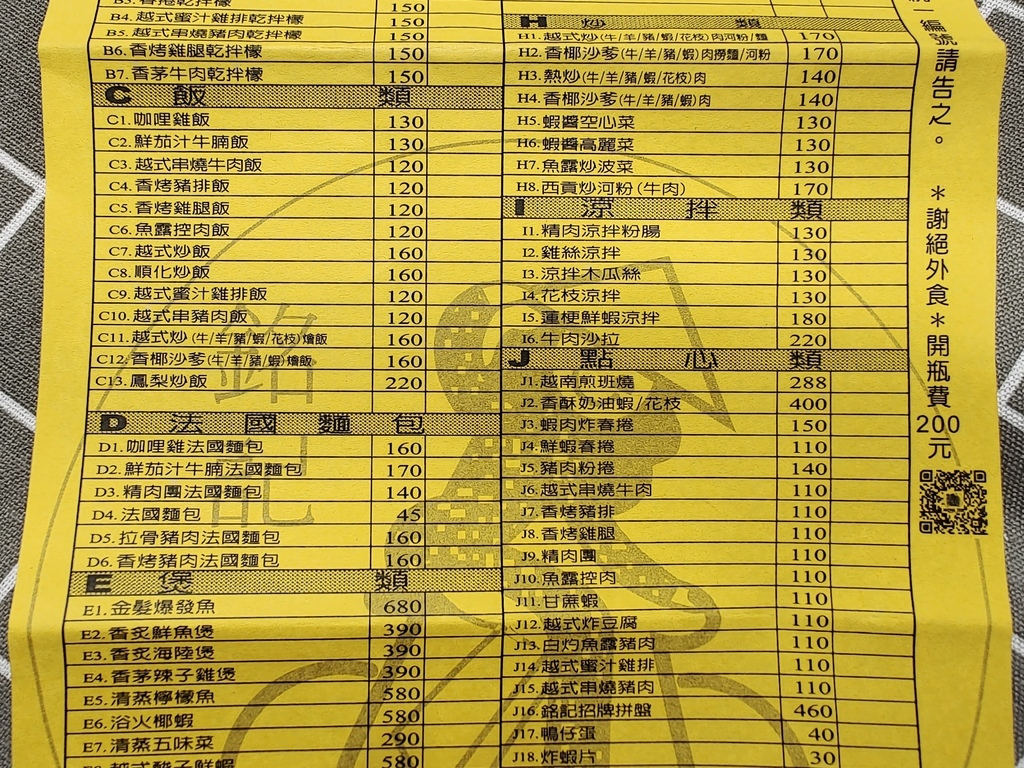 B4.越式蜜汁雞排乾拌檬 150
B5.越式串燒豬肉乾拌檬 150
B6.香烤雞腿乾拌檬 150
B7.香茅牛肉乾拌檬 150
C 飯 類
C1.咖哩雞飯 130
C2.鮮茄汁牛腩飯 130
C3.越式串燒牛肉飯 120
C4.香烤豬排飯 120
C5.香烤雞腿飯 120
C6.魚露控肉飯 120
C7.越式炒飯 160
C8.順化炒飯 160
C9.越式蜜汁雞排飯 120
C10.越式串豬肉飯 120
C11.越式炒(牛/羊/豬/蝦/花枝)燴飯 160
C12.香椰沙爹(牛/羊/豬/蝦)燴飯 160
C13.鳳梨炒飯 220
D 法 國 麵 包
D1.咖哩雞法國麵包 160
D2.鮮茄汁牛腩法國麵包 170
D3.精肉團法國麵包 140
D4.法國麵包 45
D5.拉骨豬肉法國麵包 160
D6.香烤豬肉法國麵包 160
E 煲 類
E1.金髮爆發魚 680
E2.香炙鮮魚煲 390
E3.香炙海陸煲 390
E4.香茅辣子雞煲 390
E5.清蒸檸檬魚 580
E6.浴火椰蝦 580
E7.清蒸五味菜 290
580
H 炒 類
H1.越式炒(牛/羊/豬/蝦/花枝)肉河粉/麵 170
H2.香椰沙爹(牛/羊/豬/蝦)肉撈麵/河粉 170
H3.熱炒(牛/羊/豬/蝦/花枝)肉 140
H4.香椰沙爹(牛/羊/豬/蝦)肉 140
H5.蝦醬空心菜 130
H6.蝦醬高麗菜 130
H7.魚露炒菠菜 130
H8.西貢炒河粉(牛肉) 170
I 涼 拌 類
I1.精肉涼拌粉腸 130
I2.雞絲涼拌 130
I3.涼拌木瓜絲 130
I4.花枝涼拌 130
I5.蓮梗鮮蝦涼拌 180
I6.牛肉沙拉 220
J 點 心 類
J1.越南煎班燒 288
J2.香酥奶油蝦/花枝 400
J3.蝦肉炸春捲 150
J4.鮮蝦春捲 110
J5.豬肉粉捲 140
J6.越式串燒牛肉 110
J7.香烤豬排 110
J8.香烤雞腿 110
J9.精肉團 110
J10.魚露控肉 110
J11.甘蔗蝦 110
J12.越式炸豆腐 110
J13.白灼魚露豬肉 110
J14.越式蜜汁雞排 110
J15.越式串燒豬肉 110
J16.銘記招牌拼盤 460
J17.鴨仔蛋 40
J18.炸蝦片 30
編號請告之。 *謝絕外食*開瓶費200元
銘記